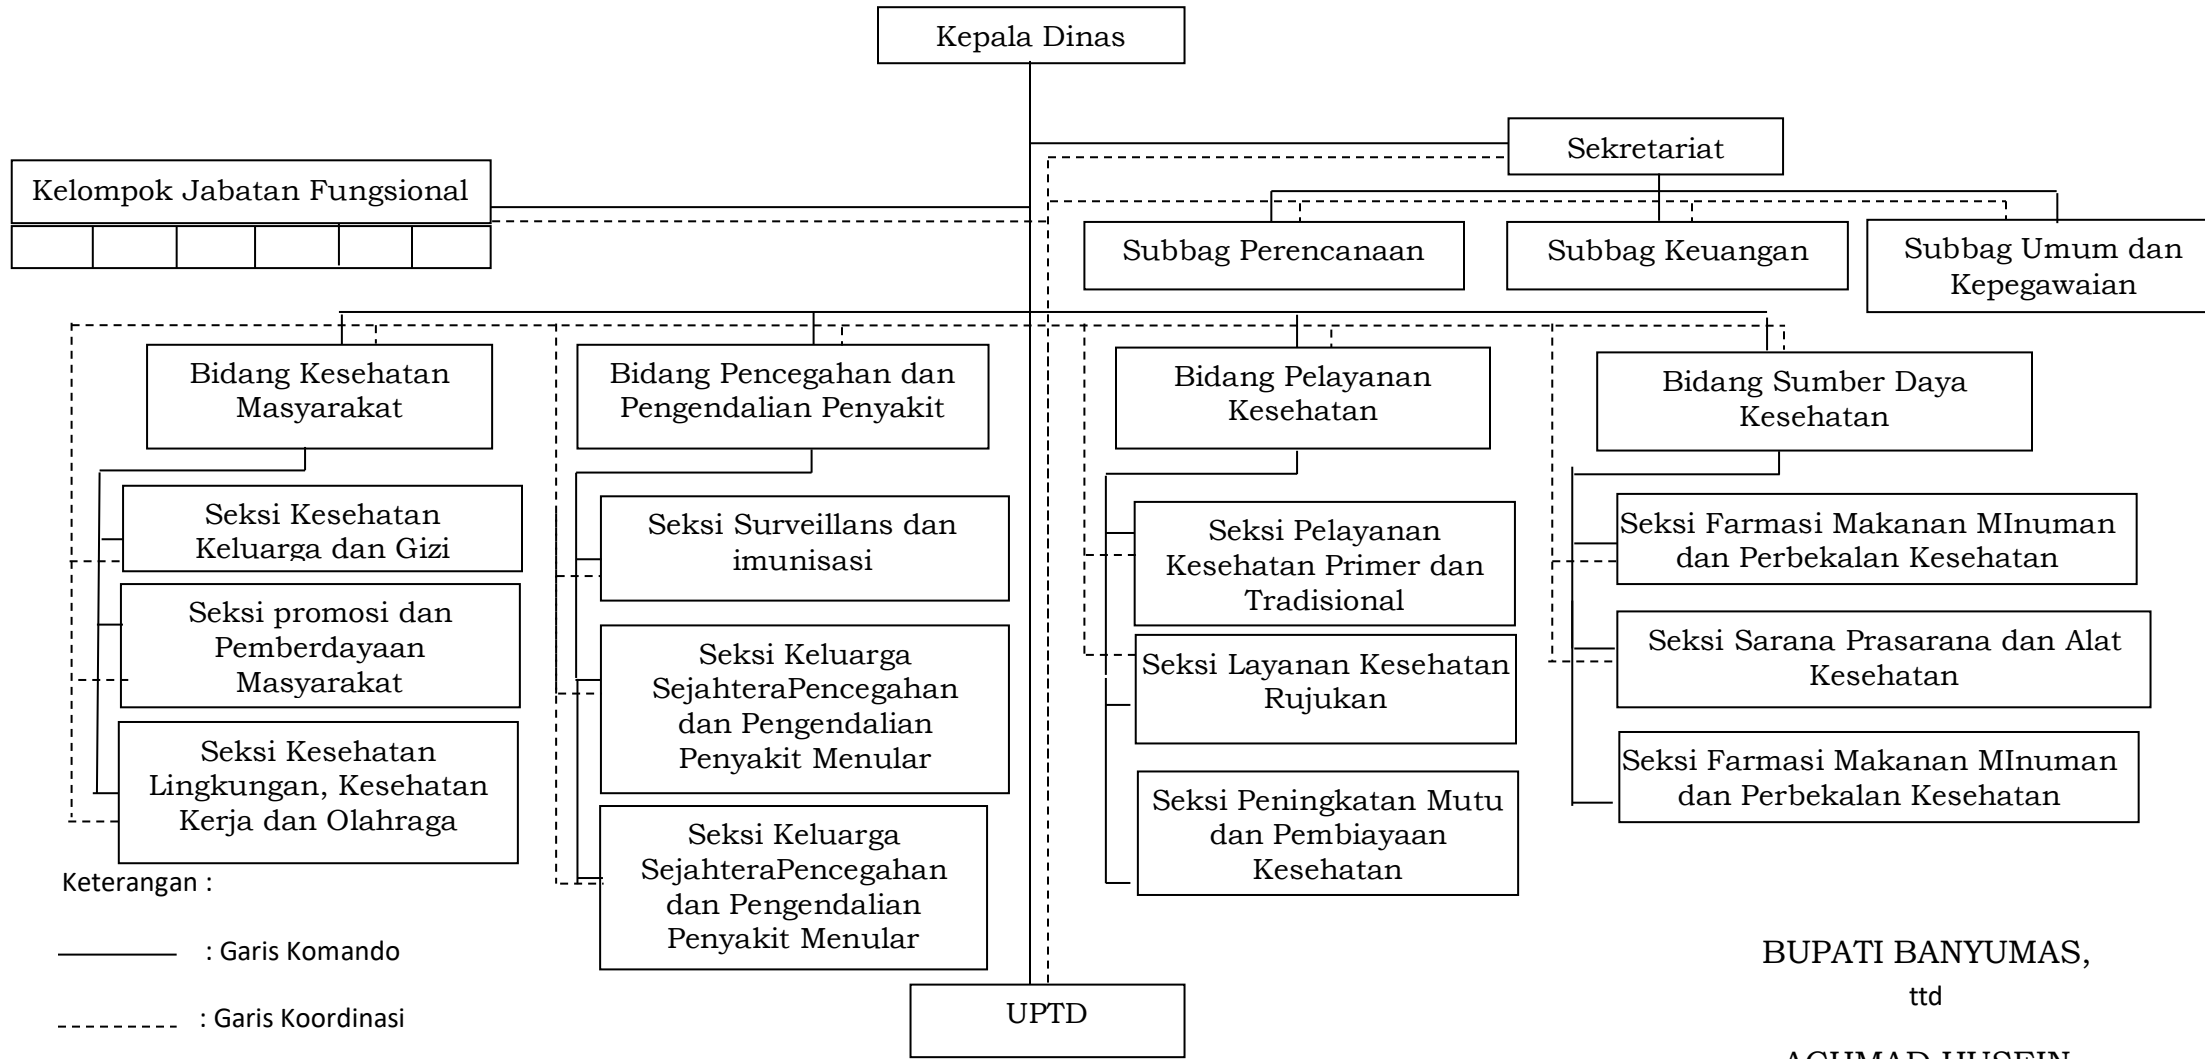 Kepala Dinas
Sekretariat
Kelompok Jabatan Fungsional
Subbag Perencanaan
Subbag Keuangan
Subbag Umum dan
Kepegawaian
Bidang Kesehatan
Masyarakat
Bidang Pencegahan dan
Pengendalian Penyakit
Bidang Pelayanan
Kesehatan
Bidang Sumber Daya
Kesehatan
Seksi Kesehatan
Keluarga dan Gizi
Seksi promosi dan
Pemberdayaan
Masyarakat
Seksi Kesehatan
Lingkungan, Kesehatan
Kerja dan Olahraga
Seksi Surveillans dan
imunisasi
Seksi Keluarga
SejahteraPencegahan
dan Pengendalian
Penyakit Menular
Seksi Keluarga
SejahteraPencegahan
dan Pengendalian
Penyakit Menular
Seksi Pelayanan
Kesehatan Primer dan
Tradisional
Seksi Layanan Kesehatan
Rujukan
Seksi Peningkatan Mutu
dan Pembiayaan
Kesehatan
Seksi Farmasi Makanan MInuman
dan Perbekalan Kesehatan
Seksi Sarana Prasarana dan Alat
Kesehatan
Seksi Farmasi Makanan MInuman
dan Perbekalan Kesehatan
UPTD
Keterangan :
: Garis Komando
: Garis Koordinasi
BUPATI BANYUMAS,
ttd
ACHMAD HUSEIN